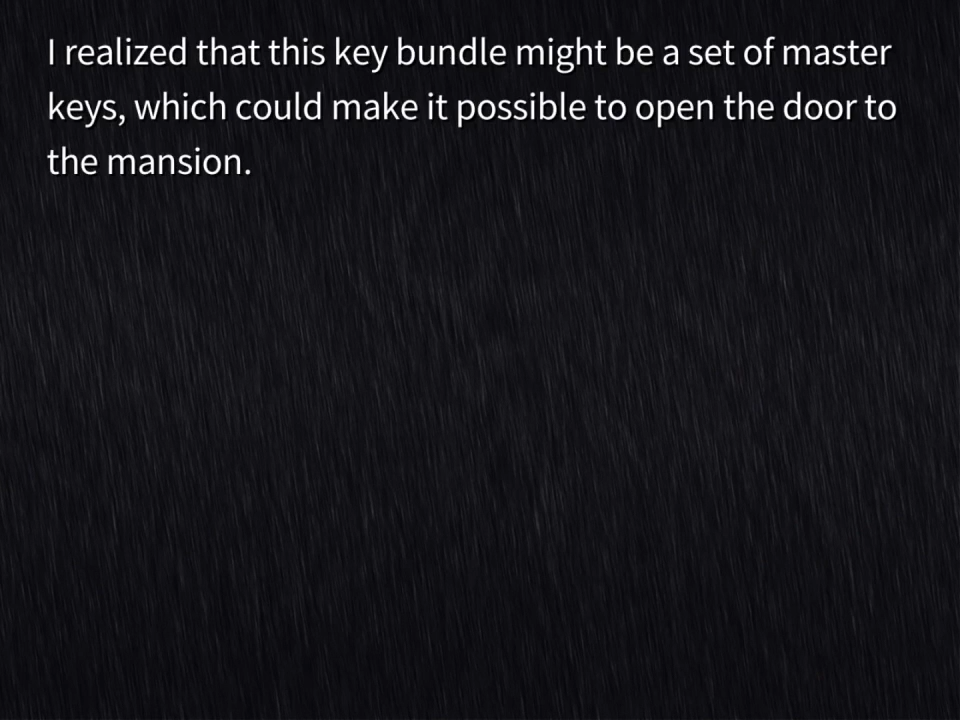 I realized that this key bundle might be a set of master
keys, which could make it possible to open the door to
the mansion.